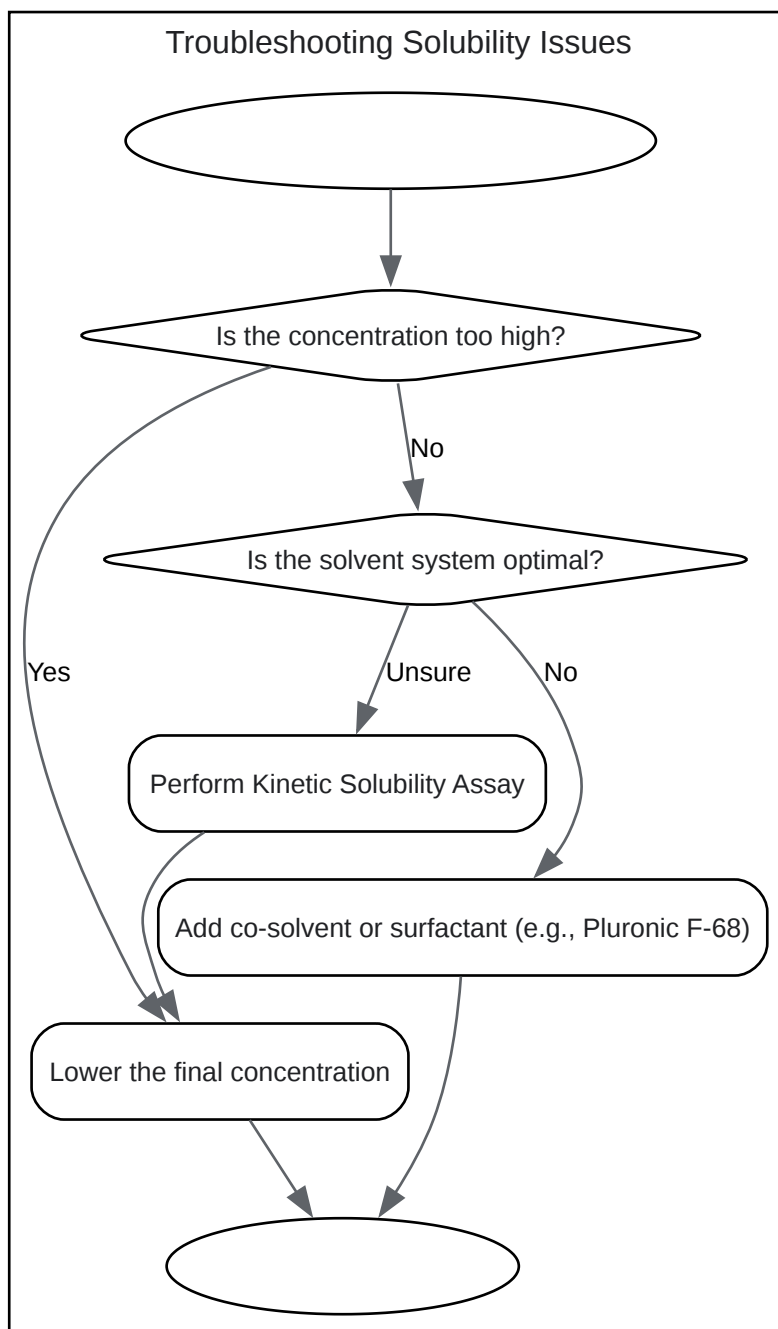 Troubleshooting Solubility Issues
Is the concentration too high?
No
Is the solvent system optimal?
Yes
Unsure
No
Perform Kinetic Solubility Assay
Add co-solvent or surfactant (e.g., Pluronic F-68)
Lower the final concentration